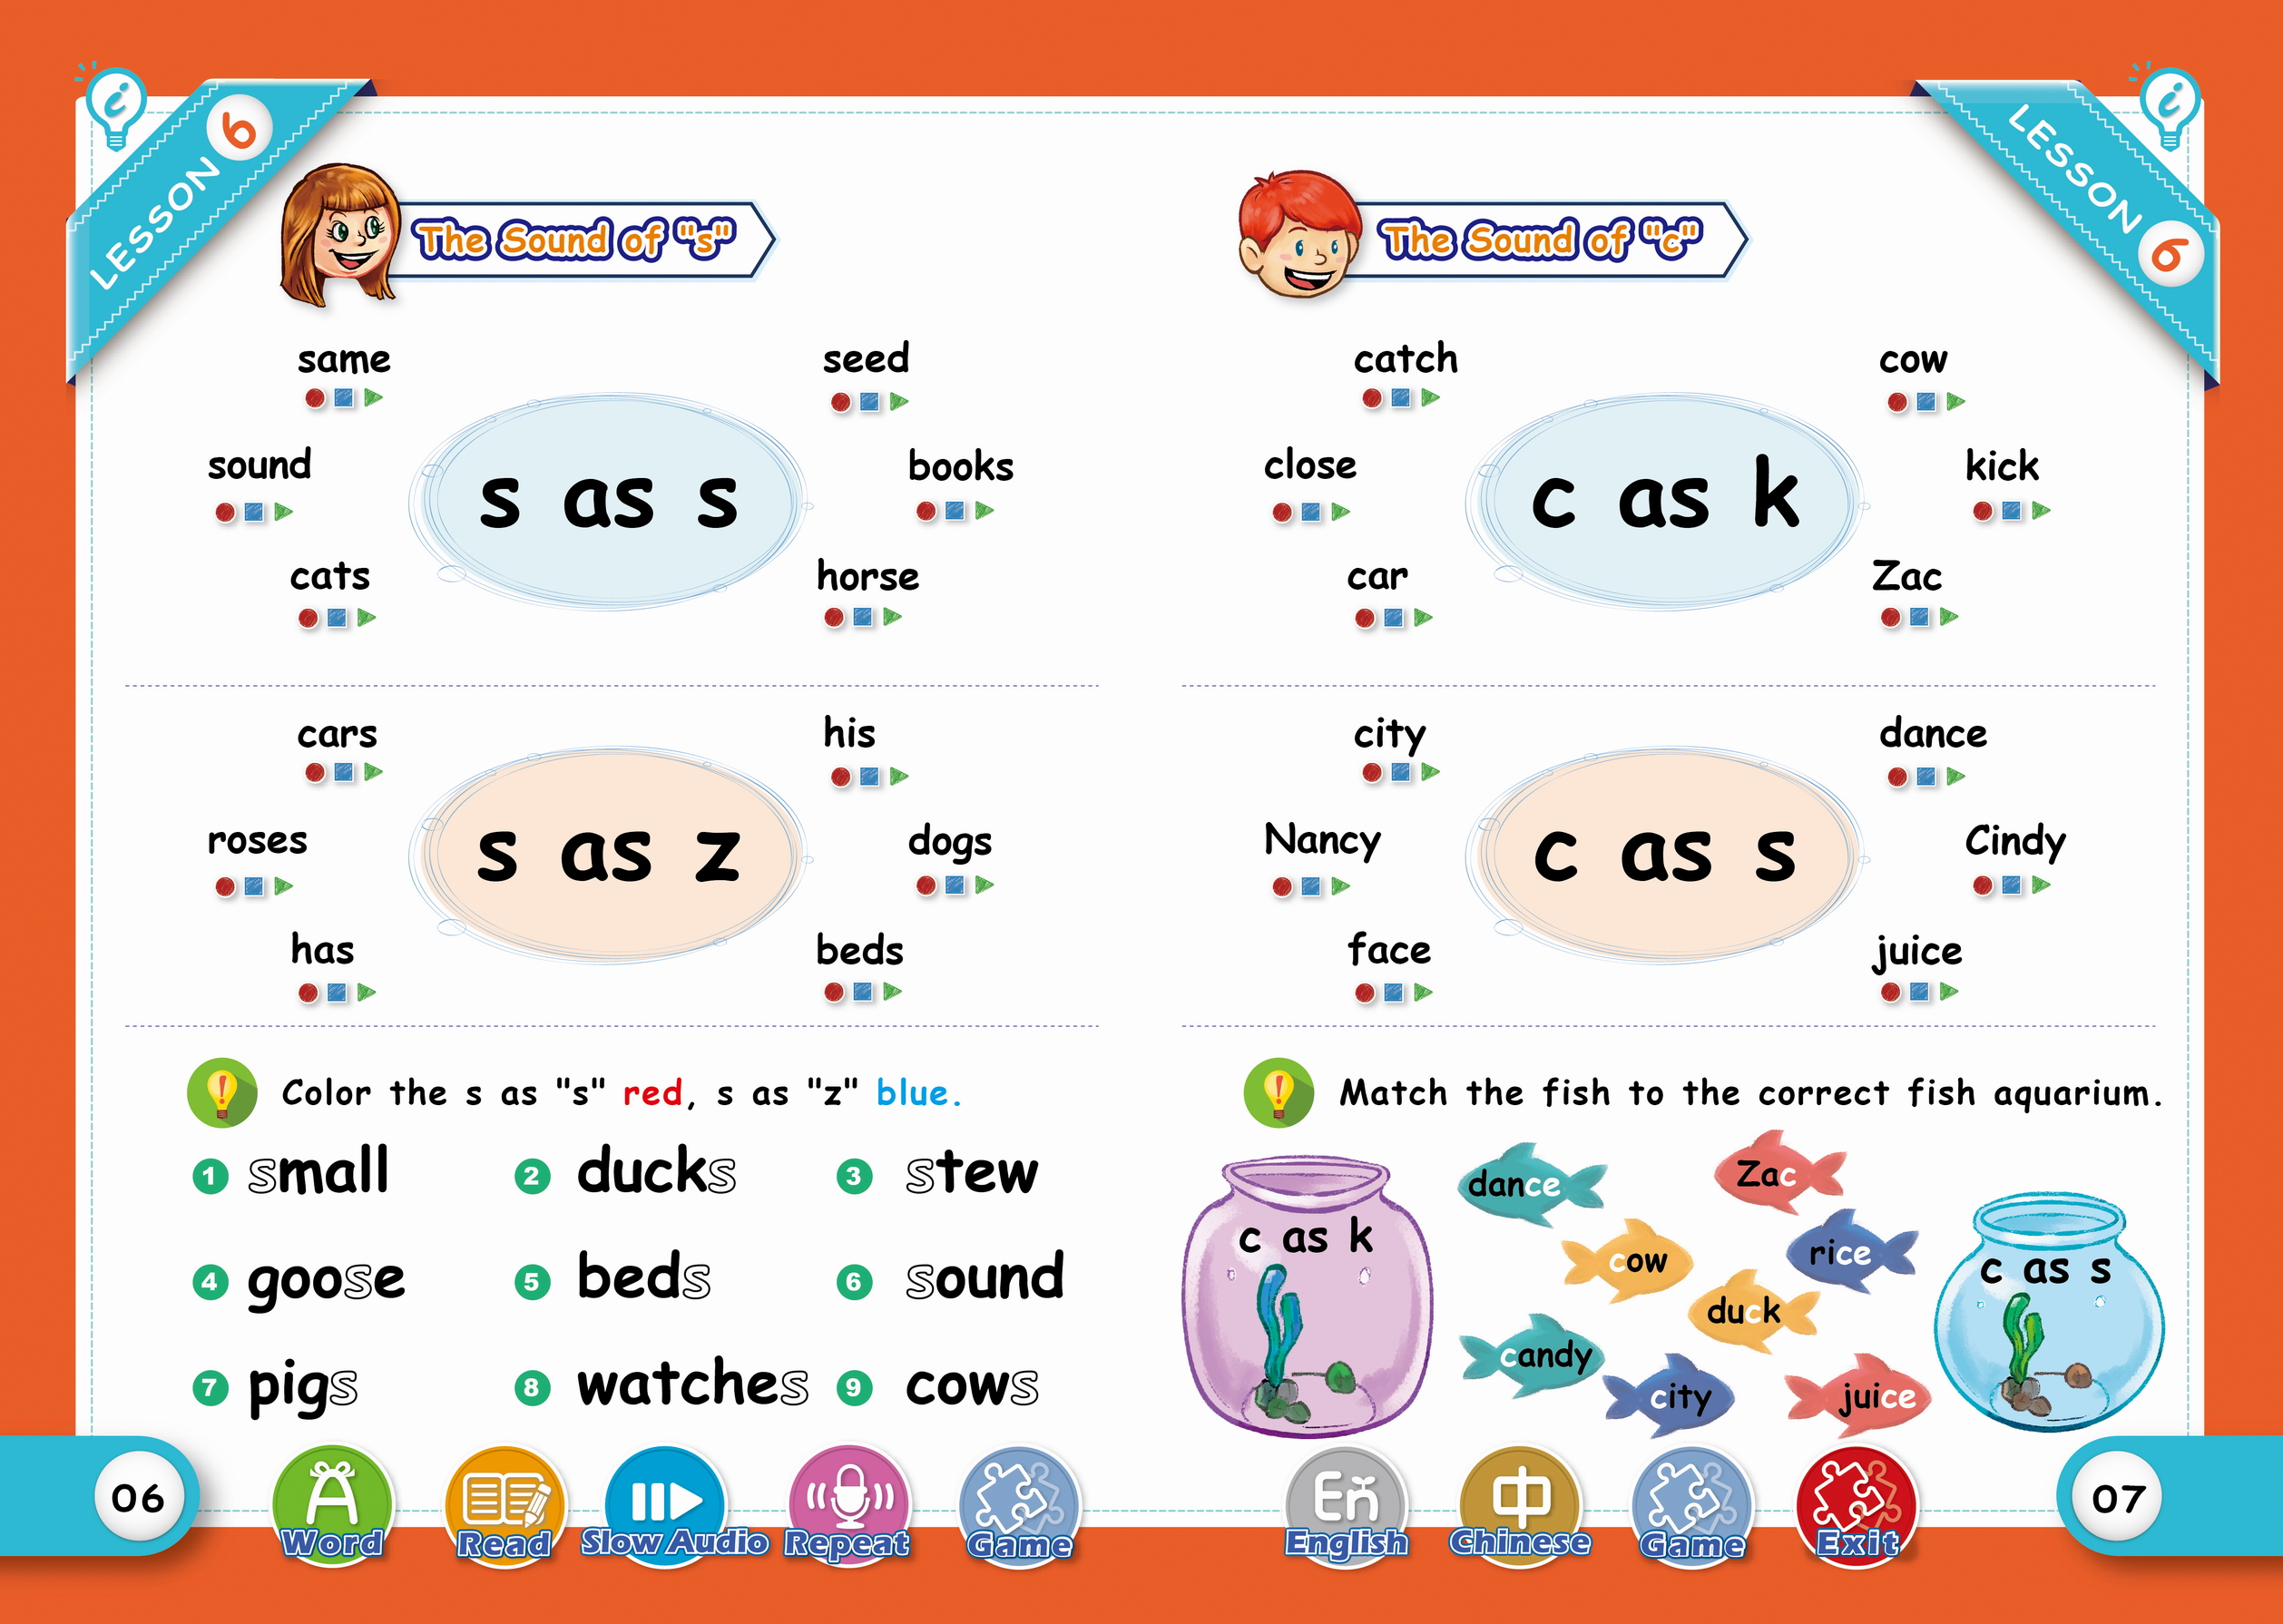 LESSON 6
The Sound of "s"
same
seed
sound
s as s
books
cats
horse
cars
his
roses
s as z
dogs
has
beds
Color the s as "s" red, s as "z" blue.
1 small
2 ducks
3 stew
4 goose
5 beds
6 sound
7 pigs
8 watches
9 cows
06
Word
Read
Slow Audio
Repeat
Game
LESSON 6
The Sound of "c"
catch
cow
close
c as k
kick
car
Zac
city
dance
Nancy
c as s
Cindy
face
juice
Match the fish to the correct fish aquarium.
c as k
dance
Zac
cow
rice
duck
candy
city
juice
c as s
En
English
中
Chinese
Game
Exit
07